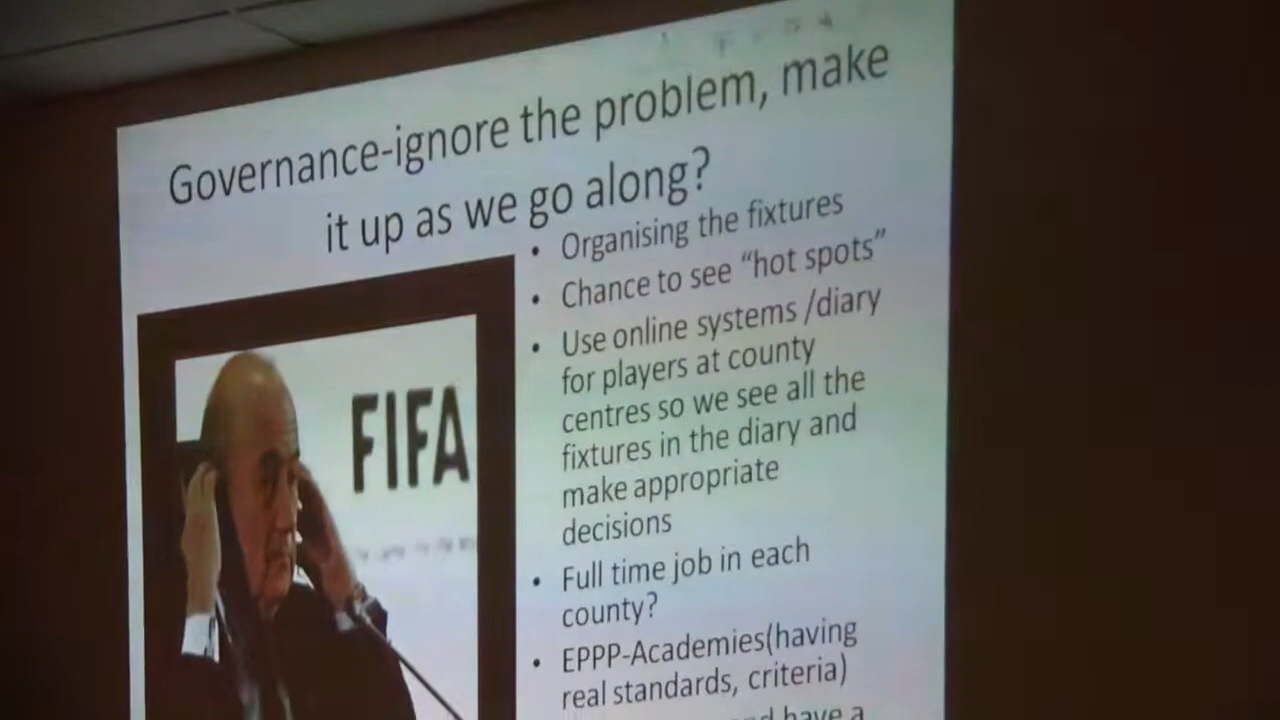 Governance-ignore the problem, make
it up as we go along?
• Organising the fixtures
• Chance to see “hot spots”
• Use online systems /diary
for players at county
centres so we see all the
fixtures in the diary and
make appropriate
decisions
• Full time job in each
county?
• EPPP-Academies(having
real standards, criteria)
and have a
FIFA